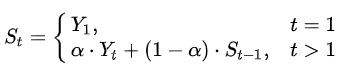 S_t = { Y_1, t = 1
α · Y_t + (1 − α) · S_{t−1}, t > 1